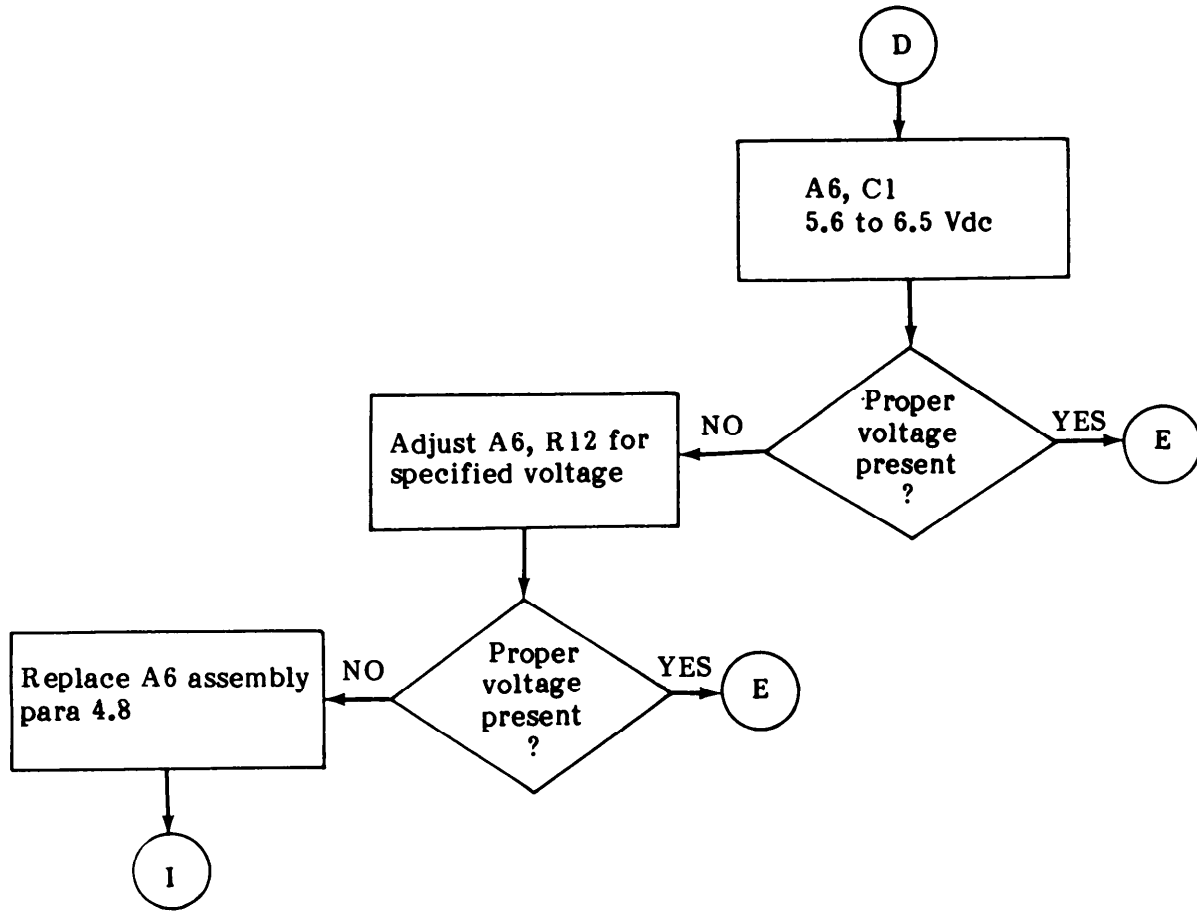 D
A6, C1
5.6 to 6.5 Vdc
Proper
voltage
present
?
NO
YES
E
Adjust A6, R12 for
specified voltage
Proper
voltage
present
?
NO
YES
E
Replace A6 assembly
para 4.8
I